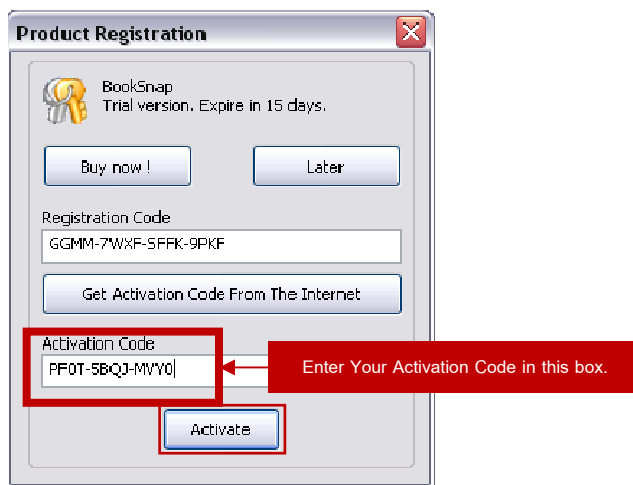 Product Registration
BookSnap
Trial version. Expire in 15 days.
Buy now !
Later
Registration Code
GGMM-7WXF-SFFK-9PKF
Get Activation Code From The Internet
Activation Code
PF0T-5BQJ-MVY0
Enter Your Activation Code in this box.
Activate